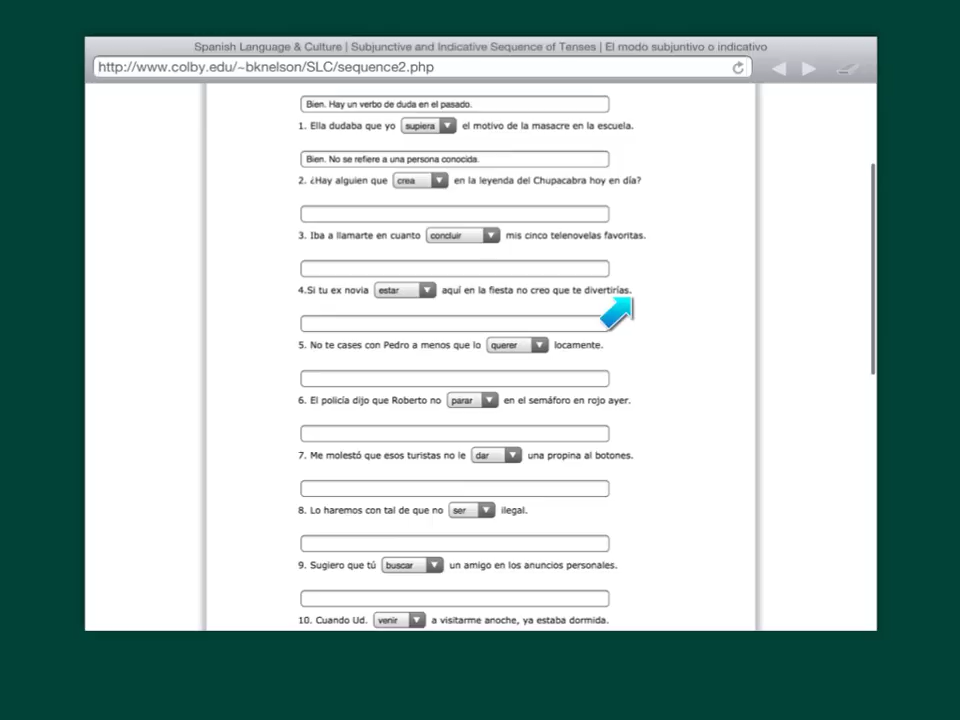 Spanish Language & Culture | Subjunctive and Indicative Sequence of Tenses | El modo subjuntivo o indicativo
http://www.colby.edu/~bknelson/SLC/sequence2.php
Bien. Hay un verbo de duda en el pasado.
1. Ella dudaba que yo supiera el motivo de la masacre en la escuela.
Bien. No se refiere a una persona conocida.
2. ¿Hay alguien que crea en la leyenda del Chupacabra hoy en día?
3. Iba a llamarte en cuanto concluir mis cinco telenovelas favoritas.
4.Si tu ex novia estar aquí en la fiesta no creo que te divertirías.
5. No te cases con Pedro a menos que lo querer locamente.
6. El policía dijo que Roberto no parar en el semáforo en rojo ayer.
7. Me molestó que esos turistas no le dar una propina al botones.
8. Lo haremos con tal de que no ser ilegal.
9. Sugiero que tú buscar un amigo en los anuncios personales.
10. Cuando Ud. venir a visitarme anoche, ya estaba dormida.